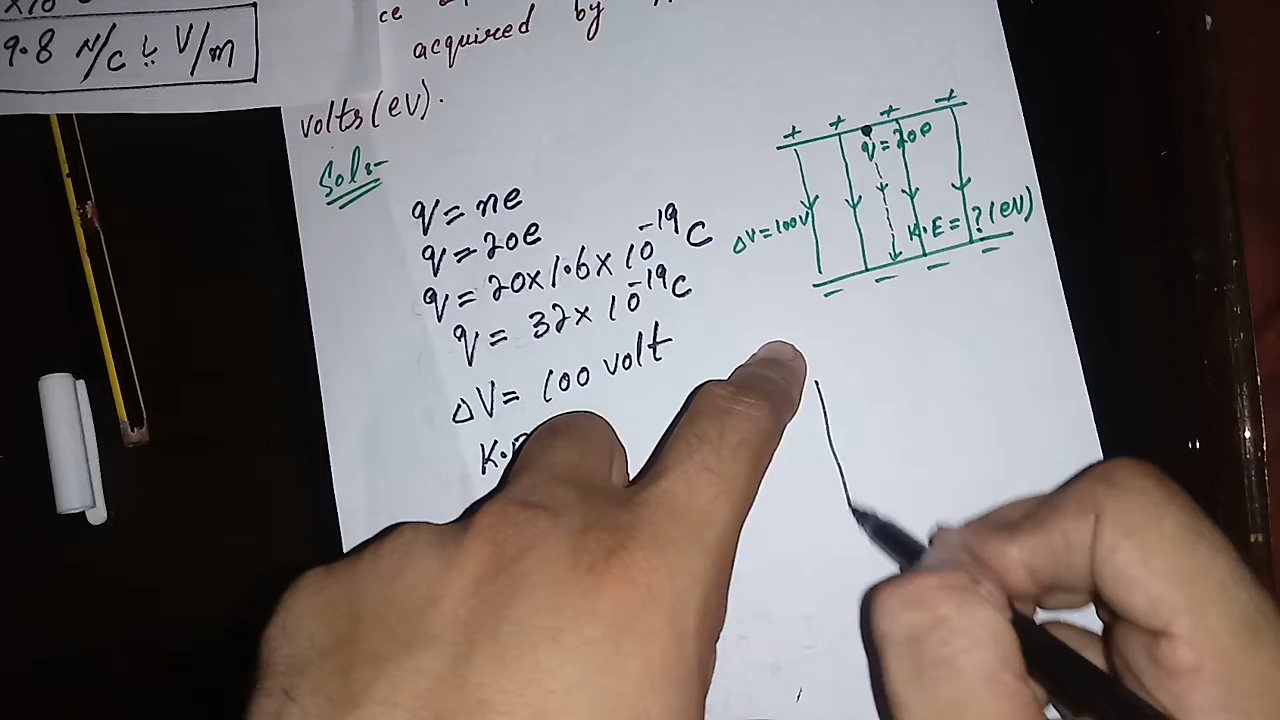 9.8 N/C ; V/m
acquired by
volts (eV).
Sol:-
q = ne
q = 20e
q = 20 x 1.6 x 10^-19 C
q = 32 x 10^-19 C
ΔV = 100 volt
+ + + +
q = 20e
ΔV = 100V
K.E = ? (eV)
- - - -